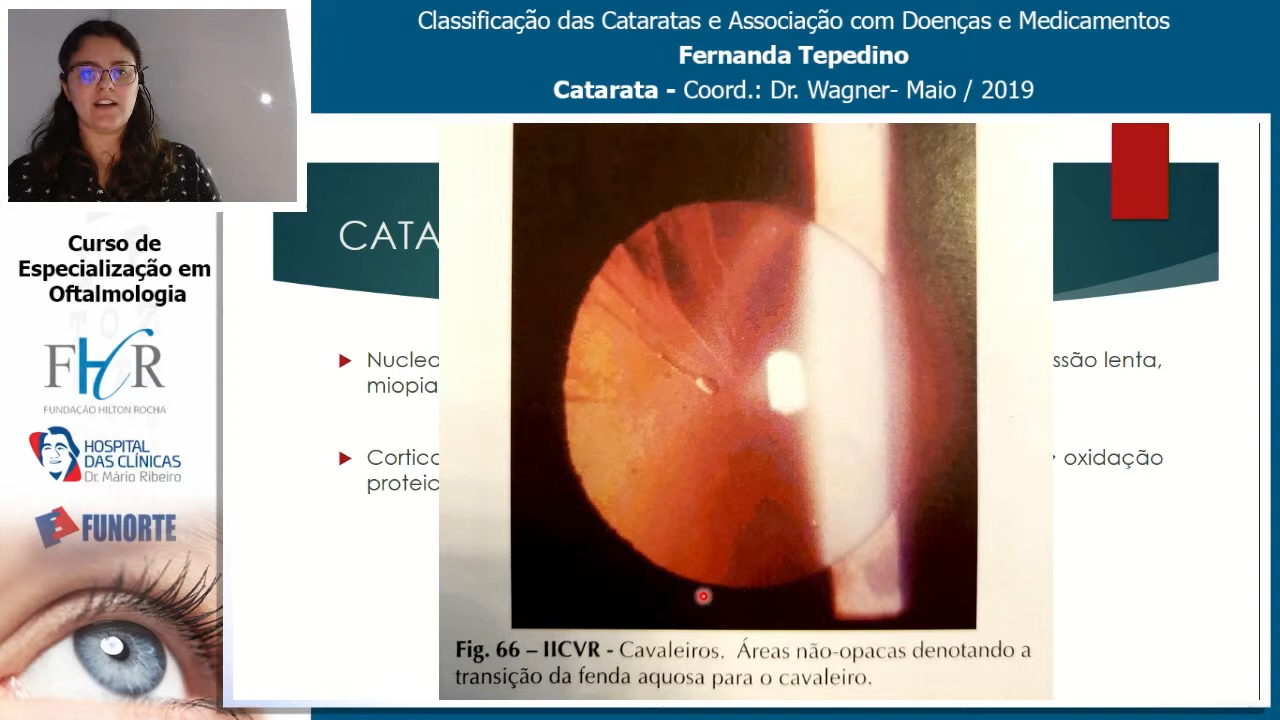 Classificação das Cataratas e Associação com Doenças e Medicamentos
Fernanda Tepedino
Catarata - Coord.: Dr. Wagner- Maio / 2019
Curso de
Especialização em
Oftalmologia
FHR
FUNDAÇÃO HILTON ROCHA
HOSPITAL
DAS CLÍNICAS
Dr. Mário Ribeiro
FUNORTE
CATA
Nucleo
ssão lenta,
miopia
Cortico
oxidação
proteic
Fig. 66 – IICVR - Cavaleiros. Áreas não-opacas denotando a
transição da fenda aquosa para o cavaleiro.